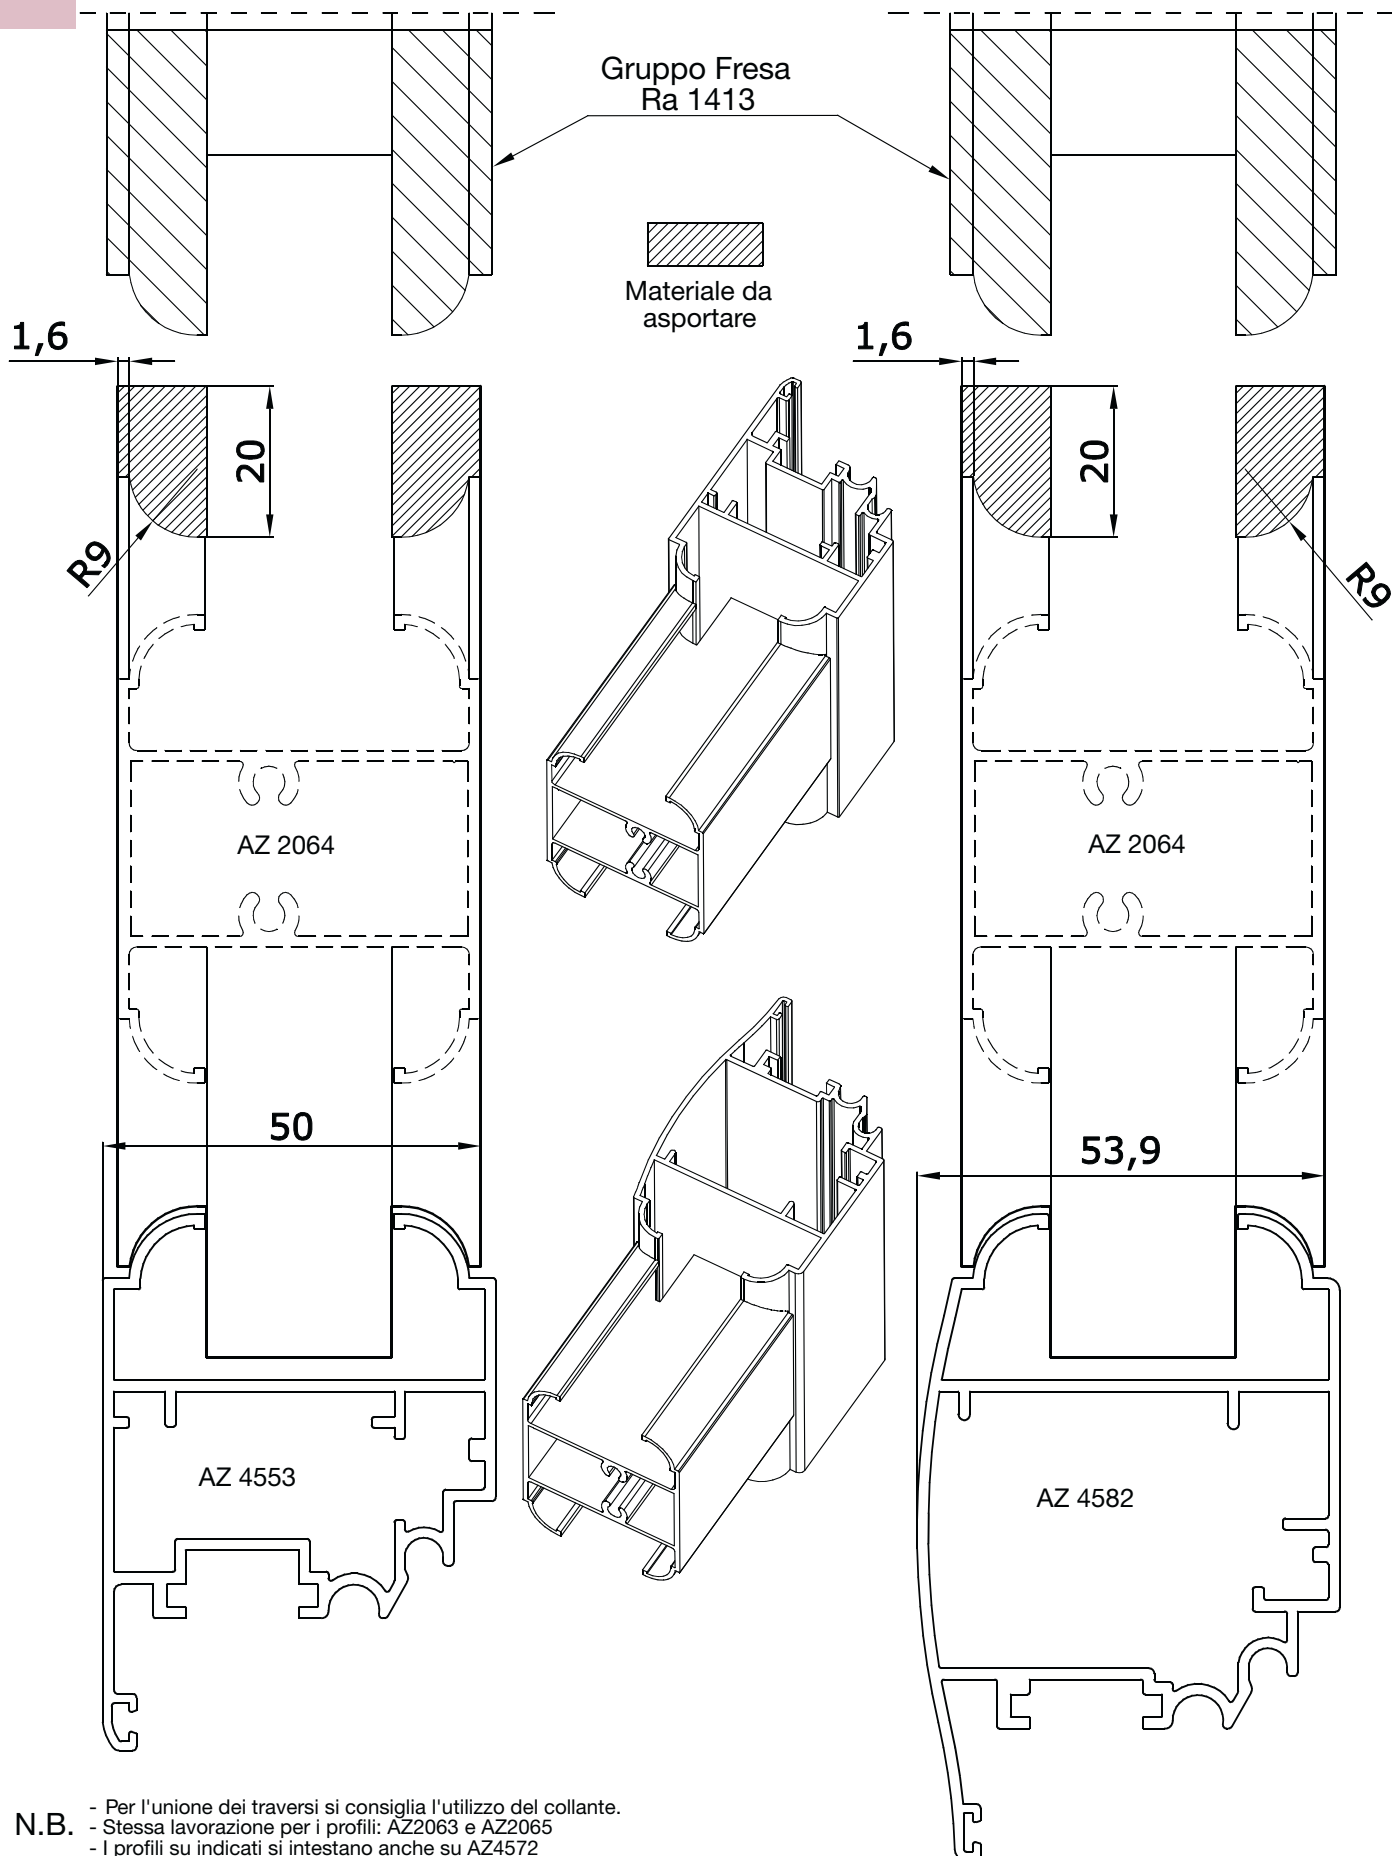 Gruppo Fresa
Ra 1413
Materiale da
asportare
1,6
1,6
20
20
R9
R9
AZ 2064
AZ 2064
50
53,9
AZ 4553
AZ 4582
N.B.
- Per l'unione dei traversi si consiglia l'utilizzo del collante.
- Stessa lavorazione per i profili: AZ2063 e AZ2065
- I profili su indicati si intestano anche su AZ4572